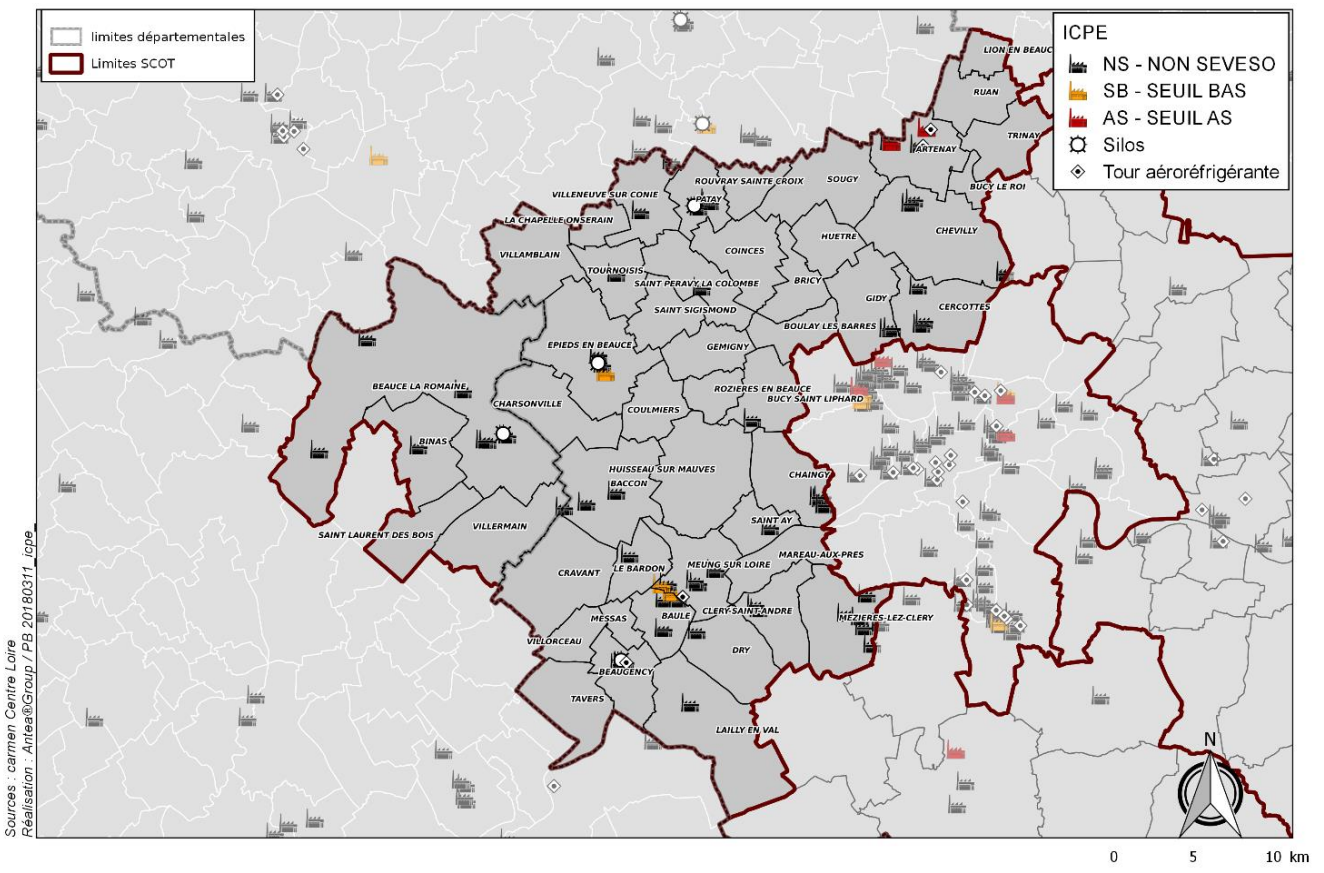 limites départementales
Limites SCOT
ICPE
NS - NON SEVESO
SB - SEUIL BAS
AS - SEUIL AS
Silos
Tour aéroréfrigérante
LION EN BEAUC
RUAN
TRINAY
ARTENAY
BUCY LE ROI
ROUVRAY SAINTE CROIX
SOUGY
VILLENEUVE SUR CONIE
PATAY
LA CHAPELLE ONSERAIN
CHEVILLY
HUETRE
COINCES
VILLAMBLAIN
TOURNOISIS
SAINT PERAVY LA COLOMBE
BRICY
GIDY
CERCOTTES
SAINT SIGISMOND
BOULAY LES BARRES
EPIEDS EN BEAUCE
GEMIGNY
BEAUCE LA ROMAINE
ROZIERES EN BEAUCE
BUCY SAINT LIPHARD
CHARSONVILLE
COULMIERS
BINAS
HUISSEAU SUR MAUVES
CHAINGY
BACCON
SAINT AY
VILLERMAIN
SAINT LAURENT DES BOIS
MAREAU-AUX-PRES
LE BARDON
MEUNG SUR LOIRE
CRAVANT
CLERY-SAINT-ANDRE
MESSAS
BAULE
MEZIERES-LEZ-CLERY
VILLORCEAU
DRY
BEAUGENCY
TAVERS
LAILLY EN VAL
N
0 5 10 km
Sources : carmen Centre Loire
Réalisation : Antea®Group / PB 20180311_icpe_